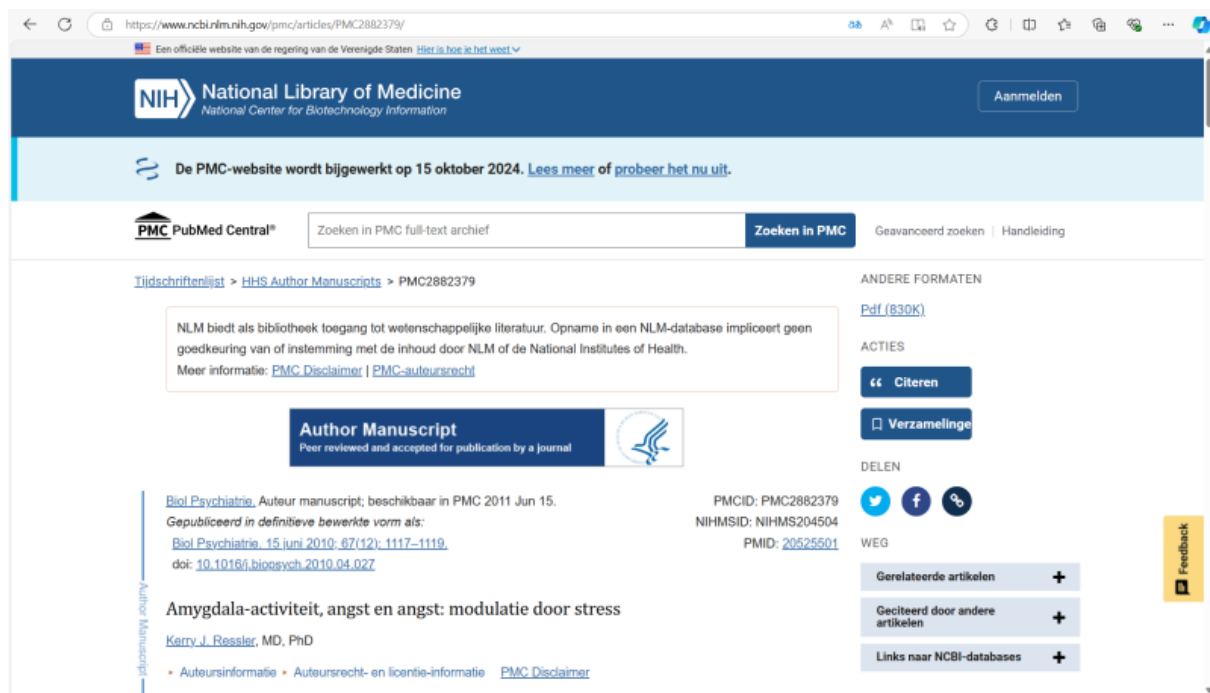 https://www.ncbi.nlm.nih.gov/pmc/articles/PMC2882379/
Een officiële website van de regering van de Verenigde Staten Hier is hoe je het weet
NIH National Library of Medicine
National Center for Biotechnology Information
Aanmelden
De PMC-website wordt bijgewerkt op 15 oktober 2024. Lees meer of probeer het nu uit.
PMC PubMed Central®
Zoeken in PMC full-text archief
Zoeken in PMC
Geavanceerd zoeken | Handleiding
Tijdschriftenlijst > HHS Author Manuscripts > PMC2882379
NLM biedt als bibliotheek toegang tot wetenschappelijke literatuur. Opname in een NLM-database impliceert geen
goedkeuring van of instemming met de inhoud door NLM of de National Institutes of Health.
Meer informatie: PMC Disclaimer | PMC-auteursrecht
Author Manuscript
Peer reviewed and accepted for publication by a journal
Biol Psychiatrie. Auteur manuscript; beschikbaar in PMC 2011 Jun 15.
Gepubliceerd in definitieve bewerkte vorm als:
Biol Psychiatrie. 15 juni 2010; 67(12): 1117–1119.
doi: 10.1016/j.biopsych.2010.04.027
PMCID: PMC2882379
NIHMSID: NIHMS204504
PMID: 20525501
Author Manuscript
Amygdala-activiteit, angst en angst: modulatie door stress
Kerry J. Ressler, MD, PhD
Auteursinformatie Auteursrecht- en licentie-informatie PMC Disclaimer
ANDERE FORMATEN
Pdf (830K)
ACTIES
Citeren
Verzamelinge
DELEN
WEG
Gerelateerde artikelen +
Geciteerd door andere
artikelen +
Links naar NCBI-databases +
Feedback